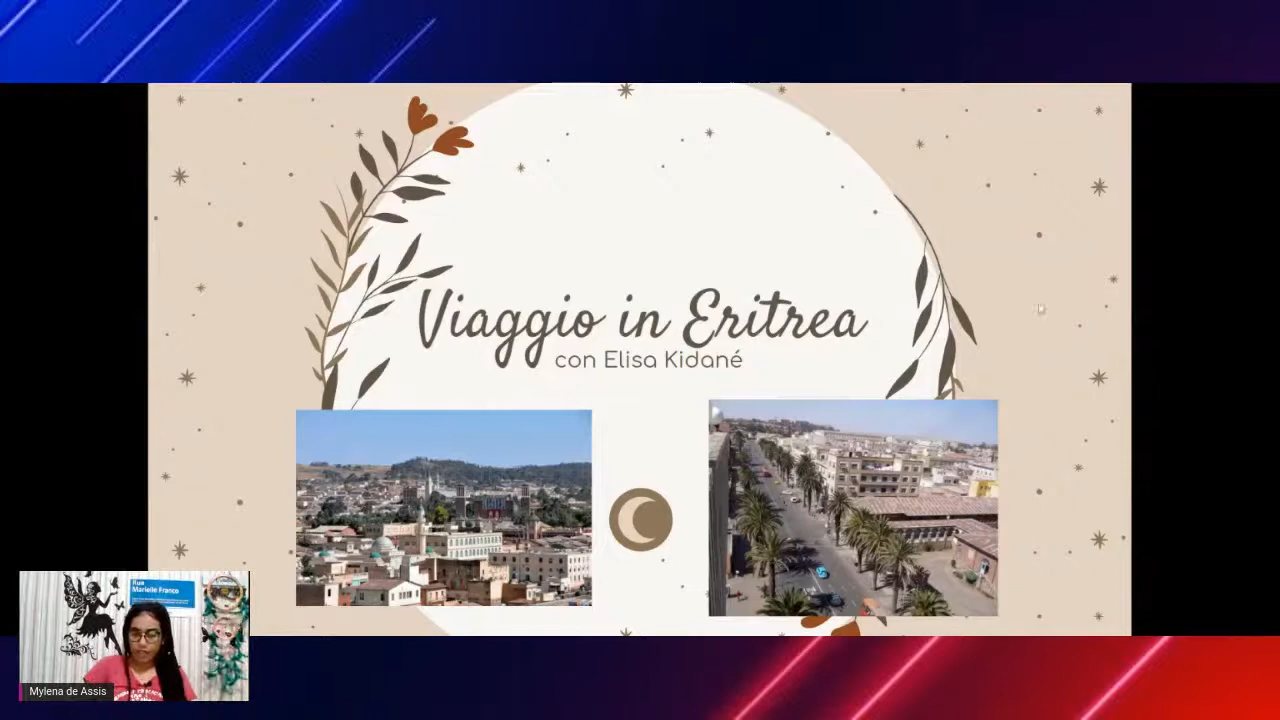 Viaggio in Eritrea
con Elisa Kidané
Rua
Marielle Franco
Mylena de Assis